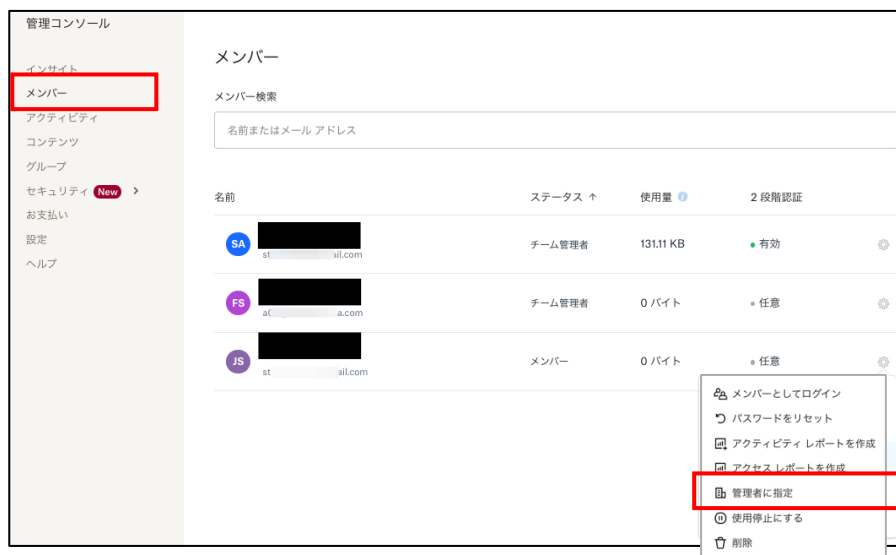 管理コンソール
インサイト
メンバー
アクティビティ
コンテンツ
グループ
セキュリティ New
お支払い
設定
ヘルプ
メンバー
メンバー検索
名前またはメール アドレス
名前 ステータス ↑ 使用量 2 段階認証
SA チーム管理者 131.11 KB 有効
st il.com
FS チーム管理者 0 バイト 任意
a.com
JS メンバー 0 バイト 任意
st ail.com
メンバーとしてログイン
パスワードをリセット
アクティビティ レポートを作成
アクセス レポートを作成
管理者に指定
使用停止にする
削除